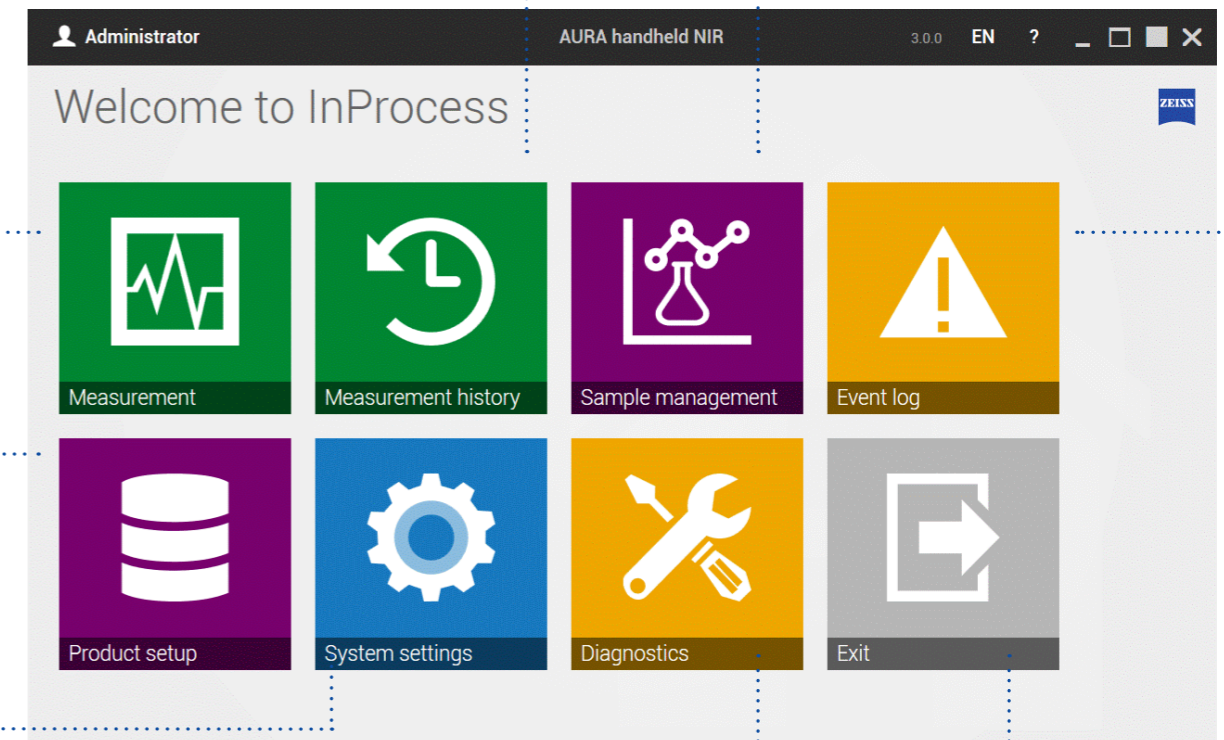 Administrator
AURA handheld NIR
3.0.0
EN
?
Welcome to InProcess
ZEISS
Measurement
Measurement history
Sample management
Event log
Product setup
System settings
Diagnostics
Exit